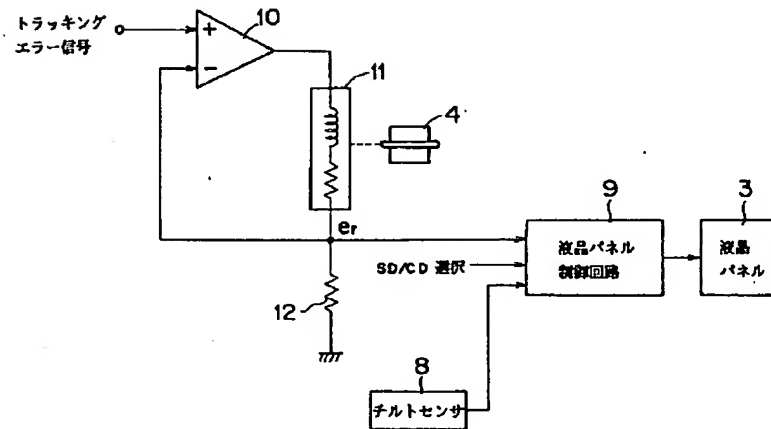 トラッキング
エラー信号
+
−
10
11
4
er
12
SD/CD 選択
9
液晶パネル
制御回路
3
液晶
パネル
8
チルトセンサ